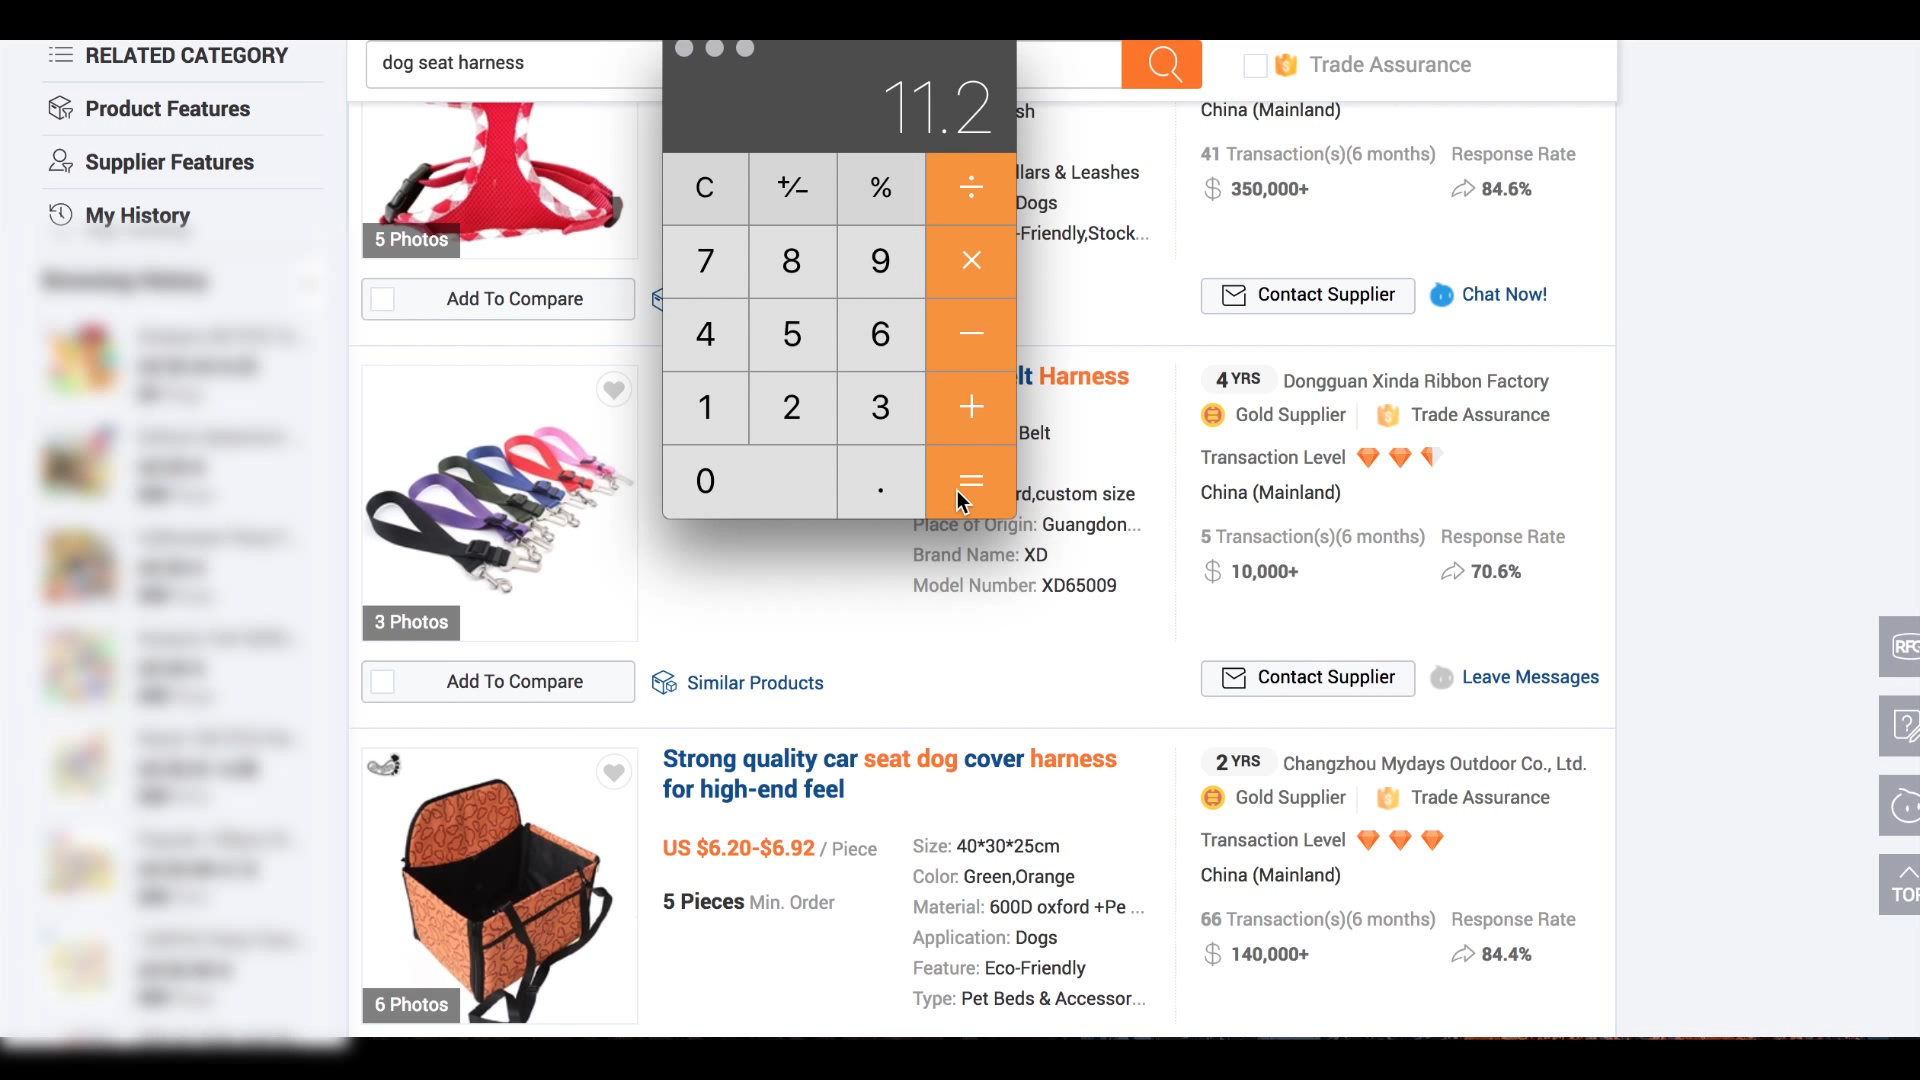 RELATED CATEGORY
Product Features
Supplier Features
My History
dog seat harness
Trade Assurance
11.2
C +/− % ÷
7 8 9 ×
4 5 6 −
1 2 3 +
0 . =
5 Photos
Add To Compare
sh
llars & Leashes
Dogs
-Friendly,Stock...
China (Mainland)
41 Transaction(s)(6 months) Response Rate
$ 350,000+ 84.6%
Contact Supplier Chat Now!
3 Photos
Add To Compare
Similar Products
lt Harness
Belt
rd,custom size
Place of Origin: Guangdon...
Brand Name: XD
Model Number: XD65009
4 YRS Dongguan Xinda Ribbon Factory
Gold Supplier Trade Assurance
Transaction Level
China (Mainland)
5 Transaction(s)(6 months) Response Rate
$ 10,000+ 70.6%
Contact Supplier Leave Messages
6 Photos
Strong quality car seat dog cover harness
for high-end feel
US $6.20-$6.92 / Piece
5 Pieces Min. Order
Size: 40*30*25cm
Color: Green,Orange
Material: 600D oxford +Pe ...
Application: Dogs
Feature: Eco-Friendly
Type: Pet Beds & Accessor...
2 YRS Changzhou Mydays Outdoor Co., Ltd.
Gold Supplier Trade Assurance
Transaction Level
China (Mainland)
66 Transaction(s)(6 months) Response Rate
$ 140,000+ 84.4%
RFQ
?
TOP